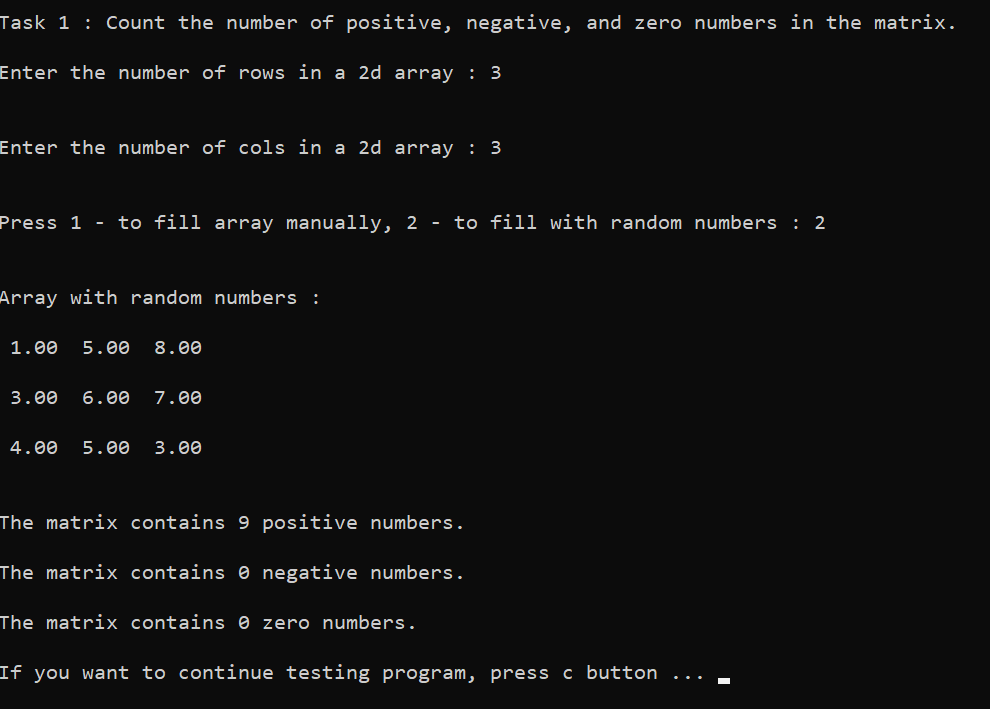 Task 1 : Count the number of positive, negative, and zero numbers in the matrix.
Enter the number of rows in a 2d array : 3
Enter the number of cols in a 2d array : 3
Press 1 - to fill array manually, 2 - to fill with random numbers : 2
Array with random numbers :
1.00 5.00 8.00
3.00 6.00 7.00
4.00 5.00 3.00
The matrix contains 9 positive numbers.
The matrix contains 0 negative numbers.
The matrix contains 0 zero numbers.
If you want to continue testing program, press c button ...